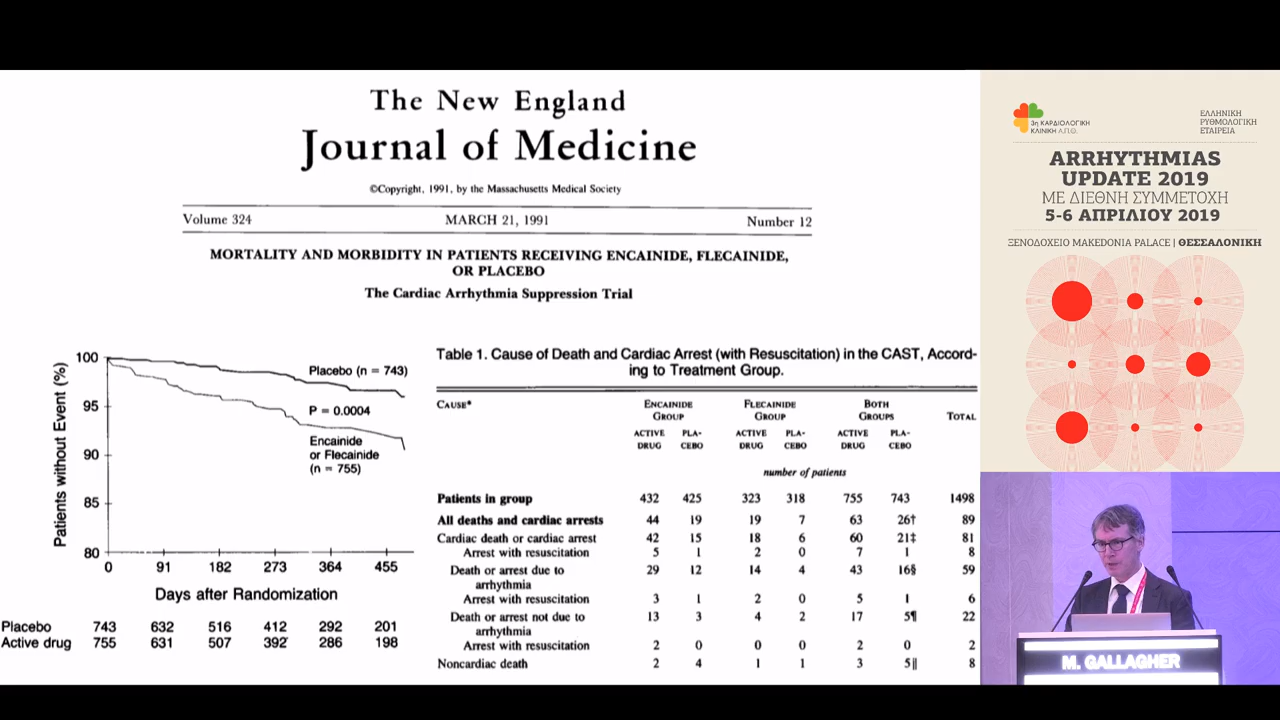 The New England
Journal of Medicine
©Copyright, 1991, by the Massachusetts Medical Society
Volume 324 MARCH 21, 1991 Number 12
MORTALITY AND MORBIDITY IN PATIENTS RECEIVING ENCAINIDE, FLECAINIDE,
OR PLACEBO
The Cardiac Arrhythmia Suppression Trial
Patients without Event (%)
100
95
90
85
80
Placebo (n = 743)
P = 0.0004
Encainide
or Flecainide
(n = 755)
0 91 182 273 364 455
Days after Randomization
Placebo 743 632 516 412 292 201
Active drug 755 631 507 392 286 198
Table 1. Cause of Death and Cardiac Arrest (with Resuscitation) in the CAST, Accord-
ing to Treatment Group.
CAUSE* ENCAINIDE GROUP FLECAINIDE GROUP BOTH GROUPS TOTAL
ACTIVE DRUG PLA-CEBO ACTIVE DRUG PLA-CEBO ACTIVE DRUG PLA-CEBO
number of patients
Patients in group 432 425 323 318 755 743 1498
All deaths and cardiac arrests 44 19 19 7 63 26† 89
Cardiac death or cardiac arrest 42 15 18 6 60 21‡ 81
Arrest with resuscitation 5 1 2 0 7 1 8
Death or arrest due to 29 12 14 4 43 16§ 59
arrhythmia
Arrest with resuscitation 3 1 2 0 5 1 6
Death or arrest not due to 13 3 4 2 17 5¶ 22
arrhythmia
Arrest with resuscitation 2 0 0 0 2 0 2
Noncardiac death 2 4 1 1 3 5‖ 8
3η ΚΑΡΔΙΟΛΟΓΙΚΗ
ΚΛΙΝΙΚΗ Α.Π.Θ.
ΕΛΛΗΝΙΚΗ
ΡΥΘΜΟΛΟΓΙΚΗ
ΕΤΑΙΡΕΙΑ
ARRHYTHMIAS
UPDATE 2019
ΜΕ ΔΙΕΘΝΗ ΣΥΜΜΕΤΟΧΗ
5-6 ΑΠΡΙΛΙΟΥ 2019
ΞΕΝΟΔΟΧΕΙΟ MAKEDONIA PALACE | ΘΕΣΣΑΛΟΝΙΚΗ
M. GALLAGHER